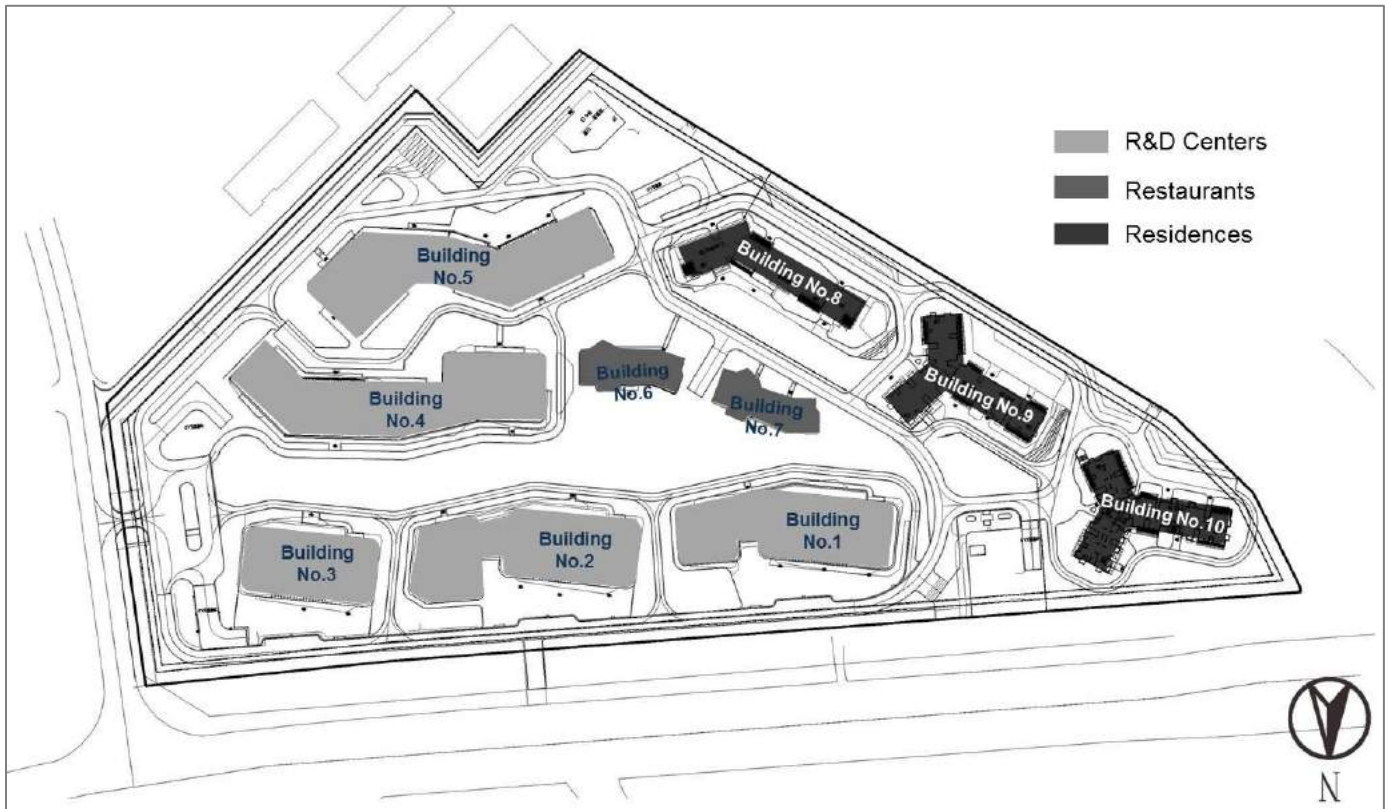 R&D Centers
Restaurants
Residences
Building
No.5
Building No.8
Building
No.6
Building
No.7
Building No.9
Building
No.4
Building No.10
Building
No.1
Building
No.2
Building
No.3
N